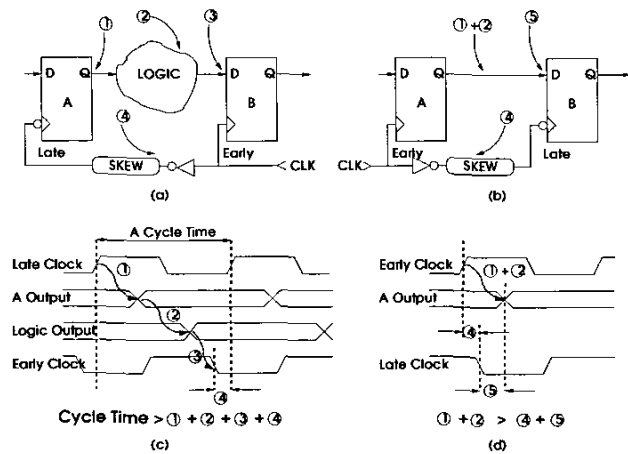 ① ② ③ ① + ② ⑤
D Q LOGIC D Q D Q D Q
A B A B
④ ④
Late SKEW Early CLK CLK Early SKEW Late
(a) (b)
A Cycle Time
Late Clock ① Early Clock ① + ②
A Output ② A Output
Logic Output ④
Early Clock ③ Late Clock
④ ⑤
Cycle Time > ① + ② + ③ + ④ ① + ② > ④ + ⑤
(c) (d)